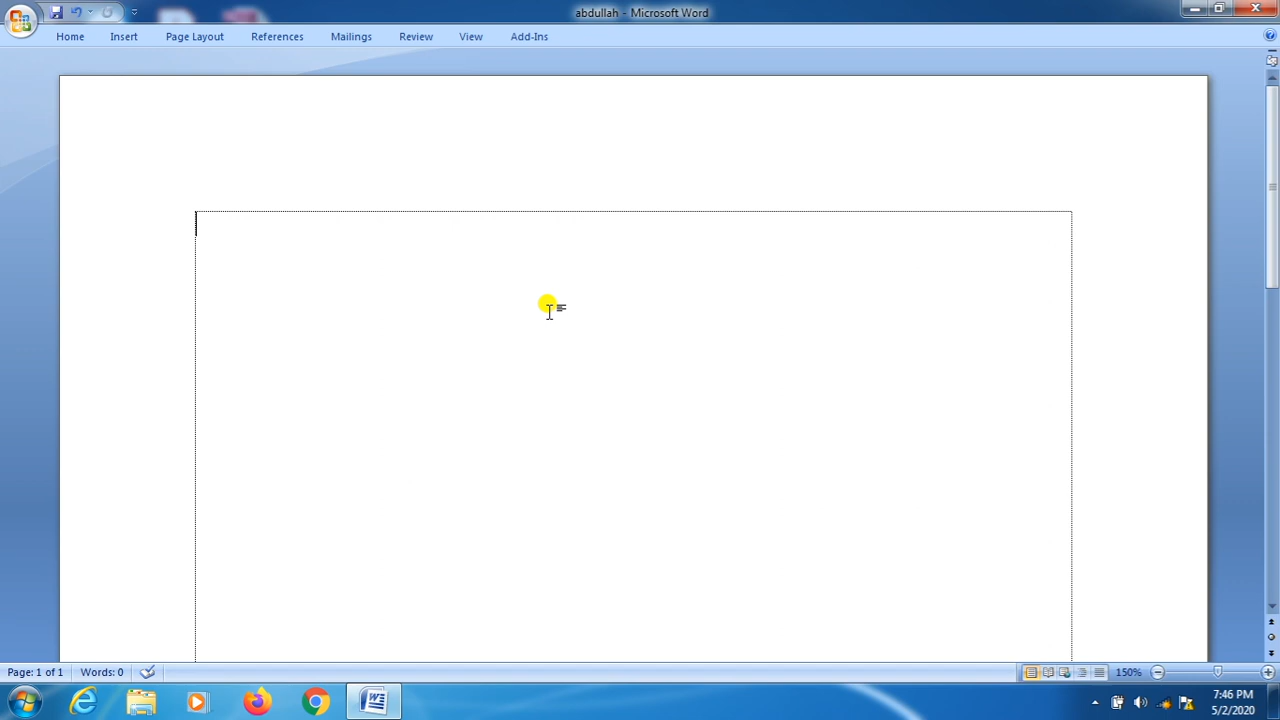 abdullah - Microsoft Word
Home Insert Page Layout References Mailings Review View Add-Ins
Page: 1 of 1 Words: 0 150%
7:46 PM
5/2/2020